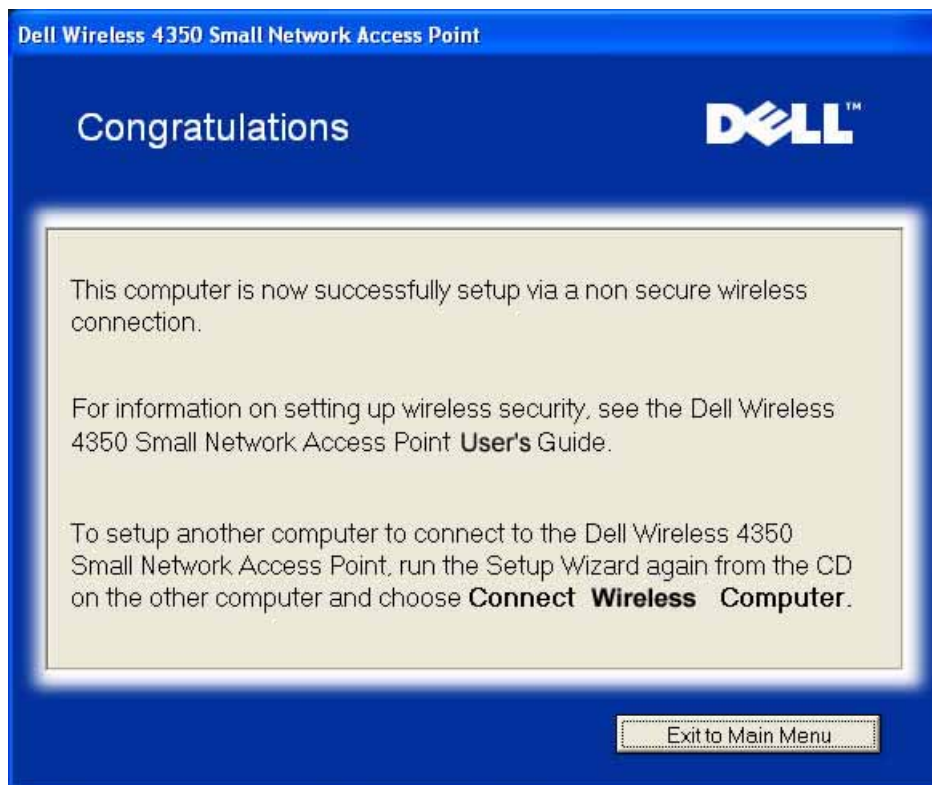 Dell Wireless 4350 Small Network Access Point
Congratulations
DELL™
This computer is now successfully setup via a non secure wireless
connection.
For information on setting up wireless security, see the Dell Wireless
4350 Small Network Access Point User's Guide.
To setup another computer to connect to the Dell Wireless 4350
Small Network Access Point, run the Setup Wizard again from the CD
on the other computer and choose Connect Wireless Computer.
Exit to Main Menu